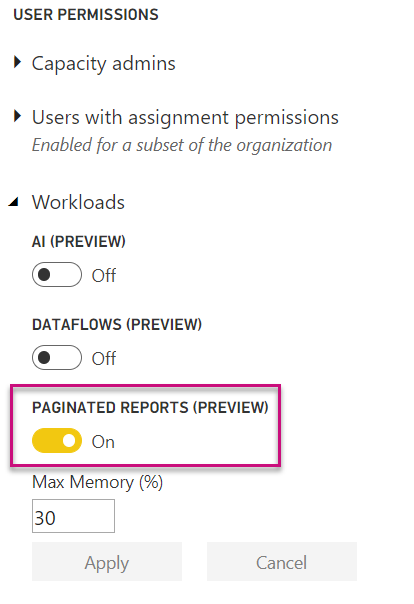 USER PERMISSIONS
Capacity admins
Users with assignment permissions
Enabled for a subset of the organization
Workloads
AI (PREVIEW)
Off
DATAFLOWS (PREVIEW)
Off
PAGINATED REPORTS (PREVIEW)
On
Max Memory (%)
30
Apply Cancel